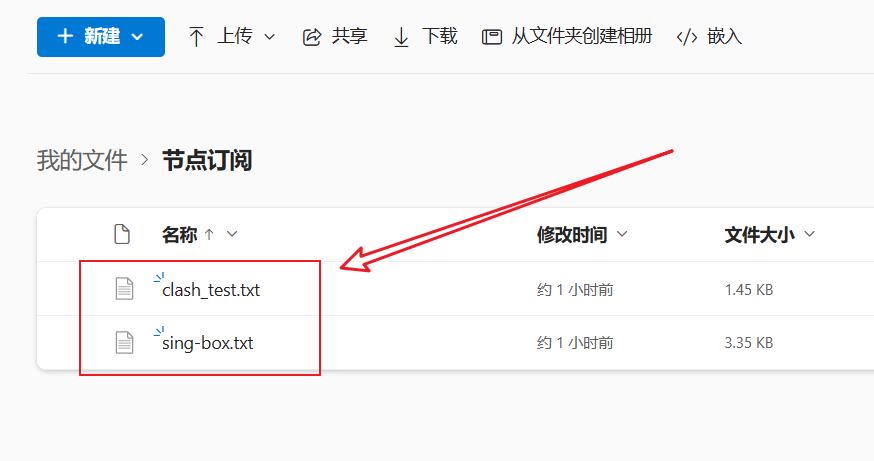 + 新建 上传 共享 下载 从文件夹创建相册 </> 嵌入
我的文件 > 节点订阅
名称 ↑ 修改时间 文件大小
clash_test.txt 约 1 小时前 1.45 KB
sing-box.txt 约 1 小时前 3.35 KB